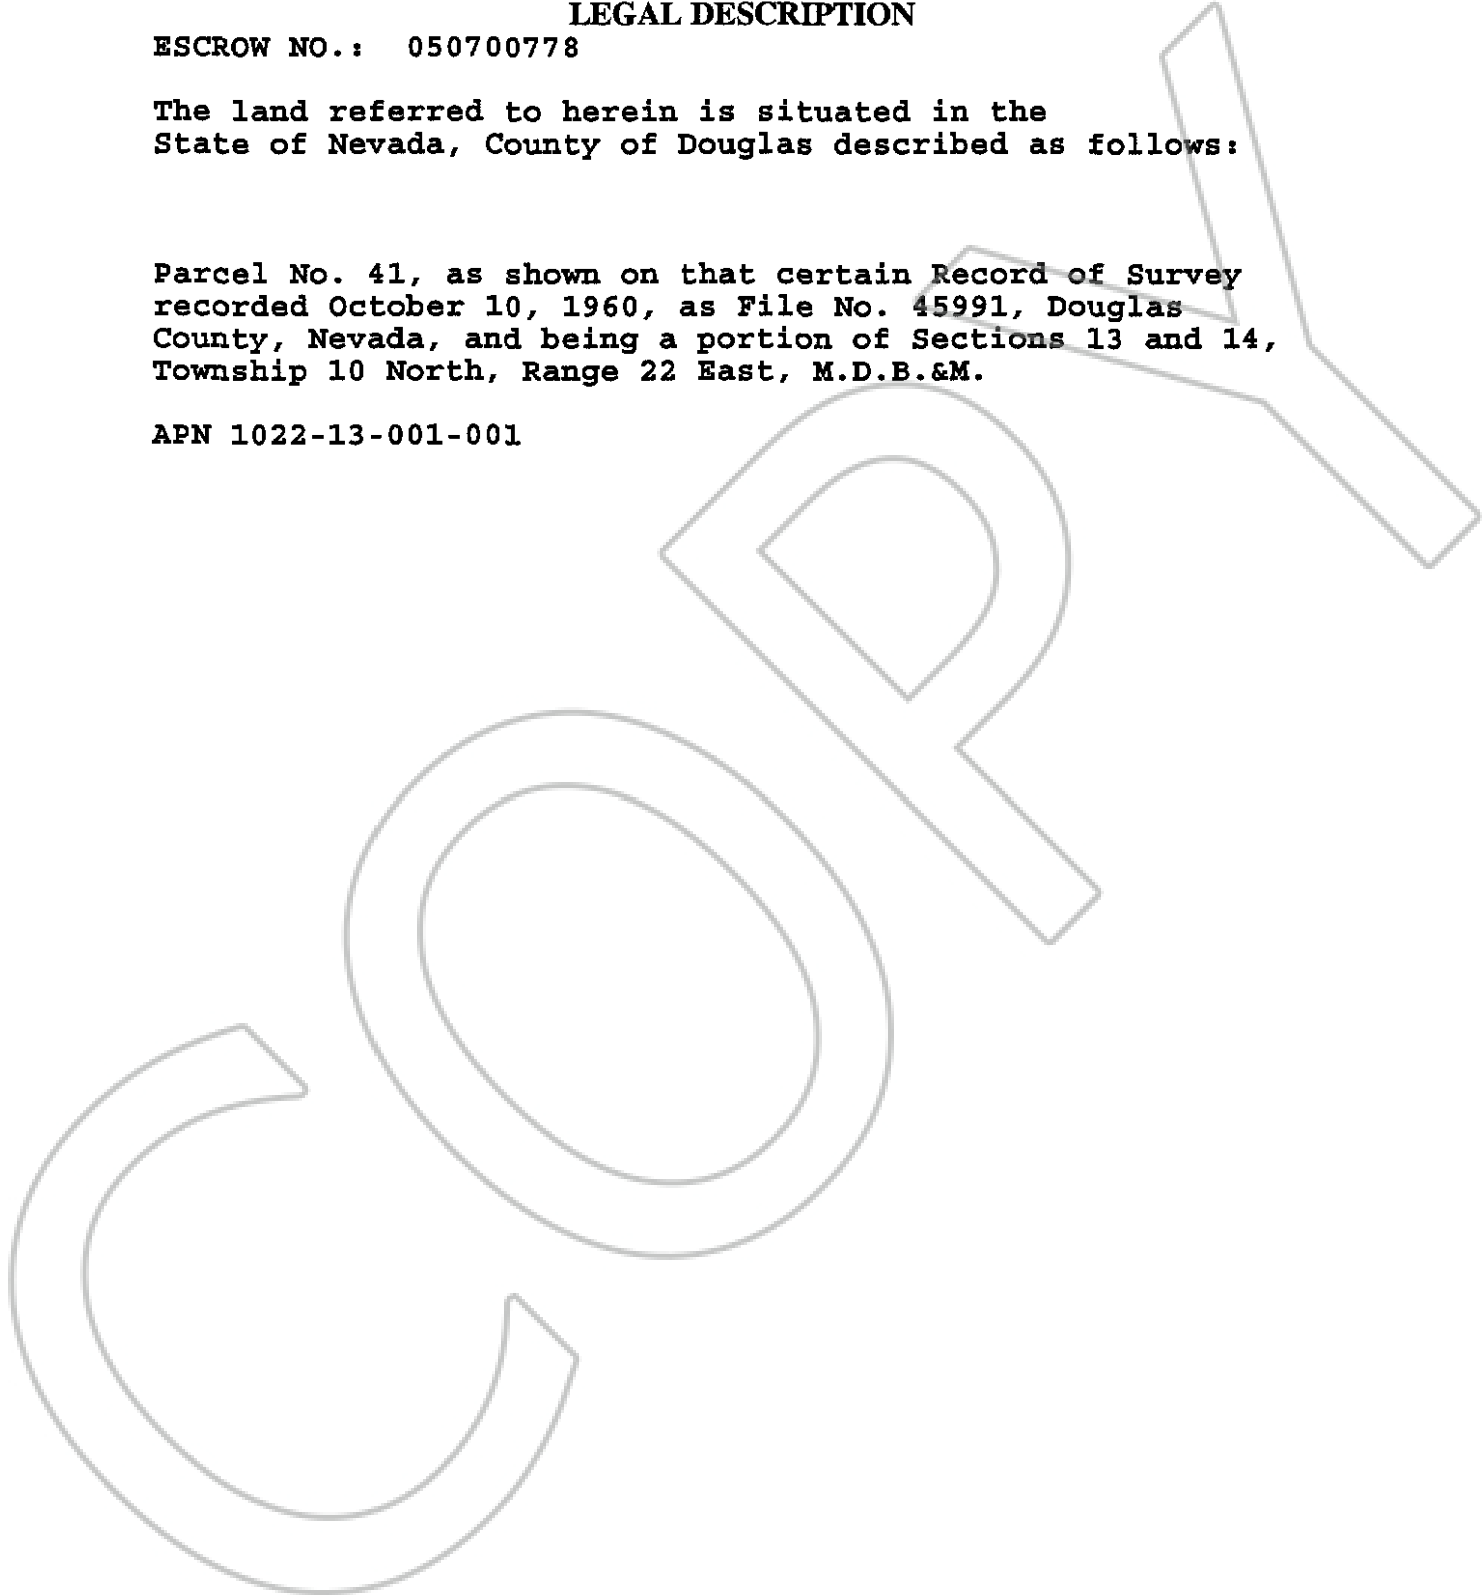 LEGAL DESCRIPTION
ESCROW NO.: 050700778
The land referred to herein is situated in the
State of Nevada, County of Douglas described as follows:
Parcel No. 41, as shown on that certain Record of Survey
recorded October 10, 1960, as File No. 45991, Douglas
County, Nevada, and being a portion of Sections 13 and 14,
Township 10 North, Range 22 East, M.D.B.&M.
APN 1022-13-001-001
COPY